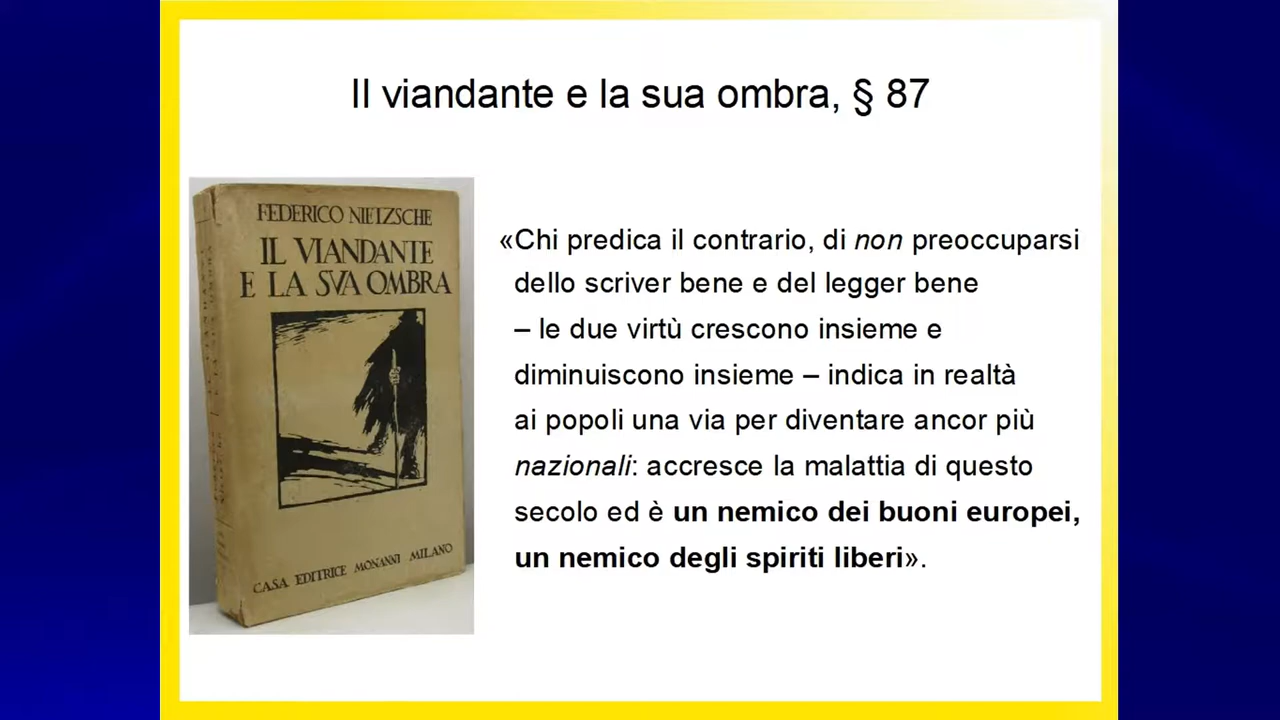 Il viandante e la sua ombra, § 87
FEDERICO NIETZSCHE
IL VIANDANTE
E LA SVA OMBRA
CASA EDITRICE MONANNI MILANO
«Chi predica il contrario, di non preoccuparsi
dello scriver bene e del legger bene
– le due virtù crescono insieme e
diminuiscono insieme – indica in realtà
ai popoli una via per diventare ancor più
nazionali: accresce la malattia di questo
secolo ed è un nemico dei buoni europei,
un nemico degli spiriti liberi».